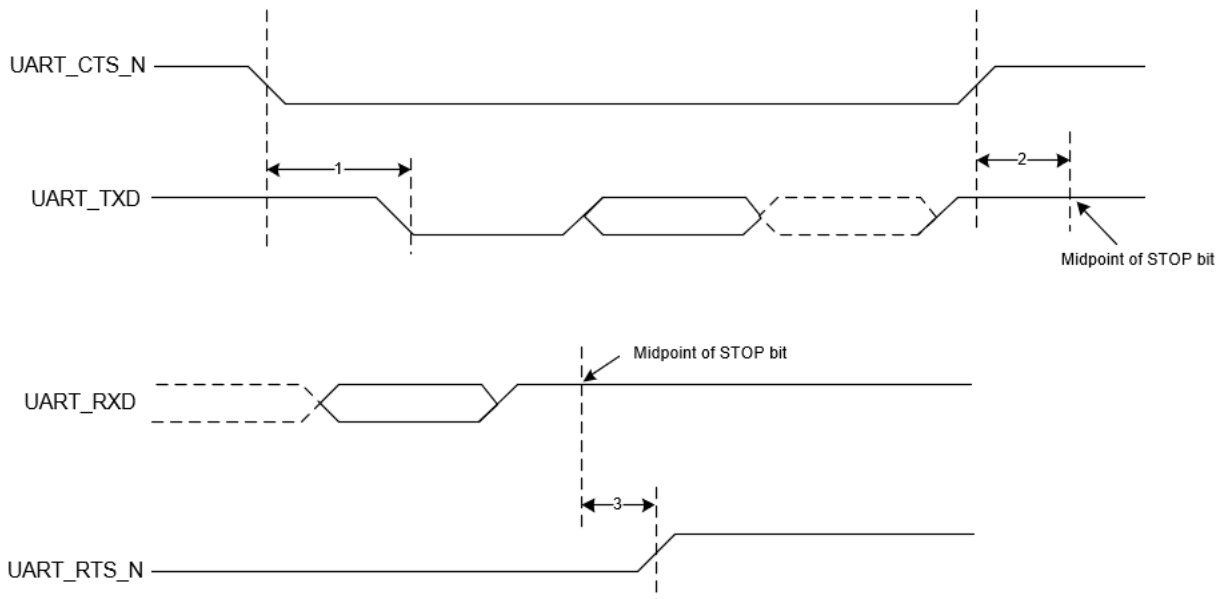 UART_CTS_N
1
2
UART_TXD
Midpoint of STOP bit
Midpoint of STOP bit
UART_RXD
3
UART_RTS_N